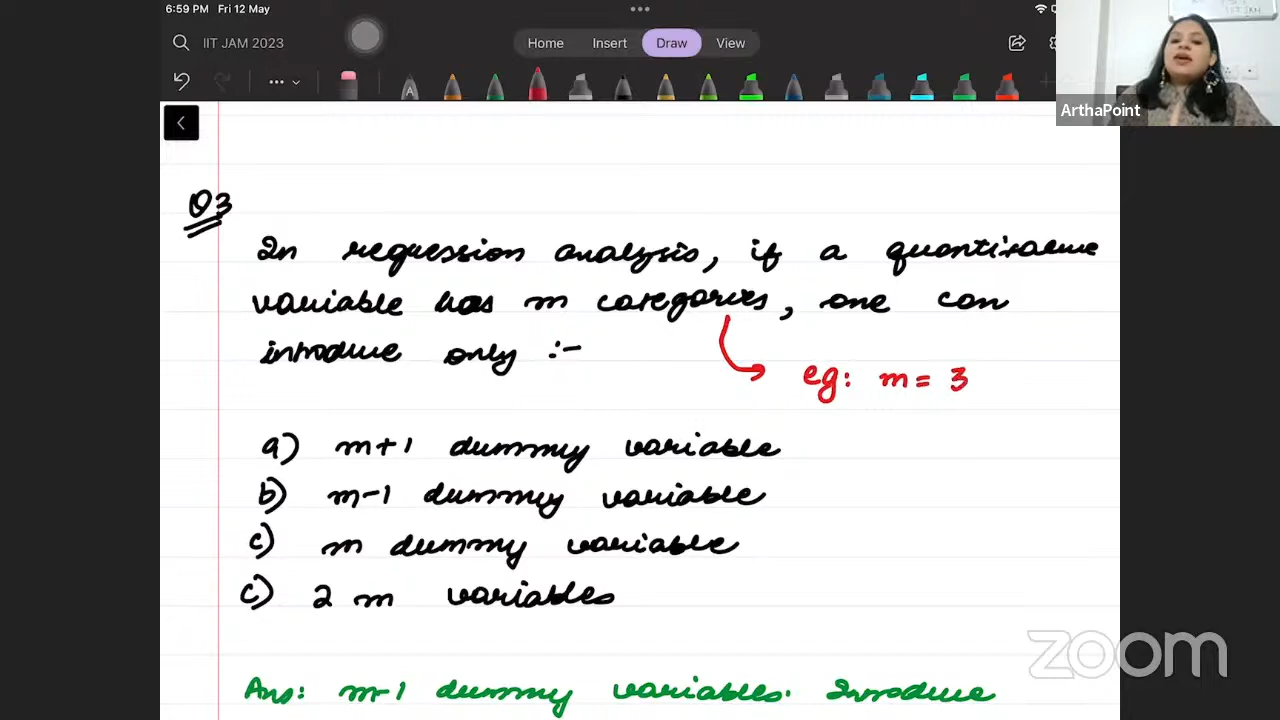 6:59 PM Fri 12 May
IIT JAM 2023
Home Insert Draw View
ArthaPoint
Q3
In regression analysis, if a quantitative
variable has m categories, one can
introduce only :-
eg: m = 3
a) m+1 dummy variable
b) m-1 dummy variable
c) m dummy variable
c) 2 m variables
zoom
Ans: m-1 dummy variables. Introduce